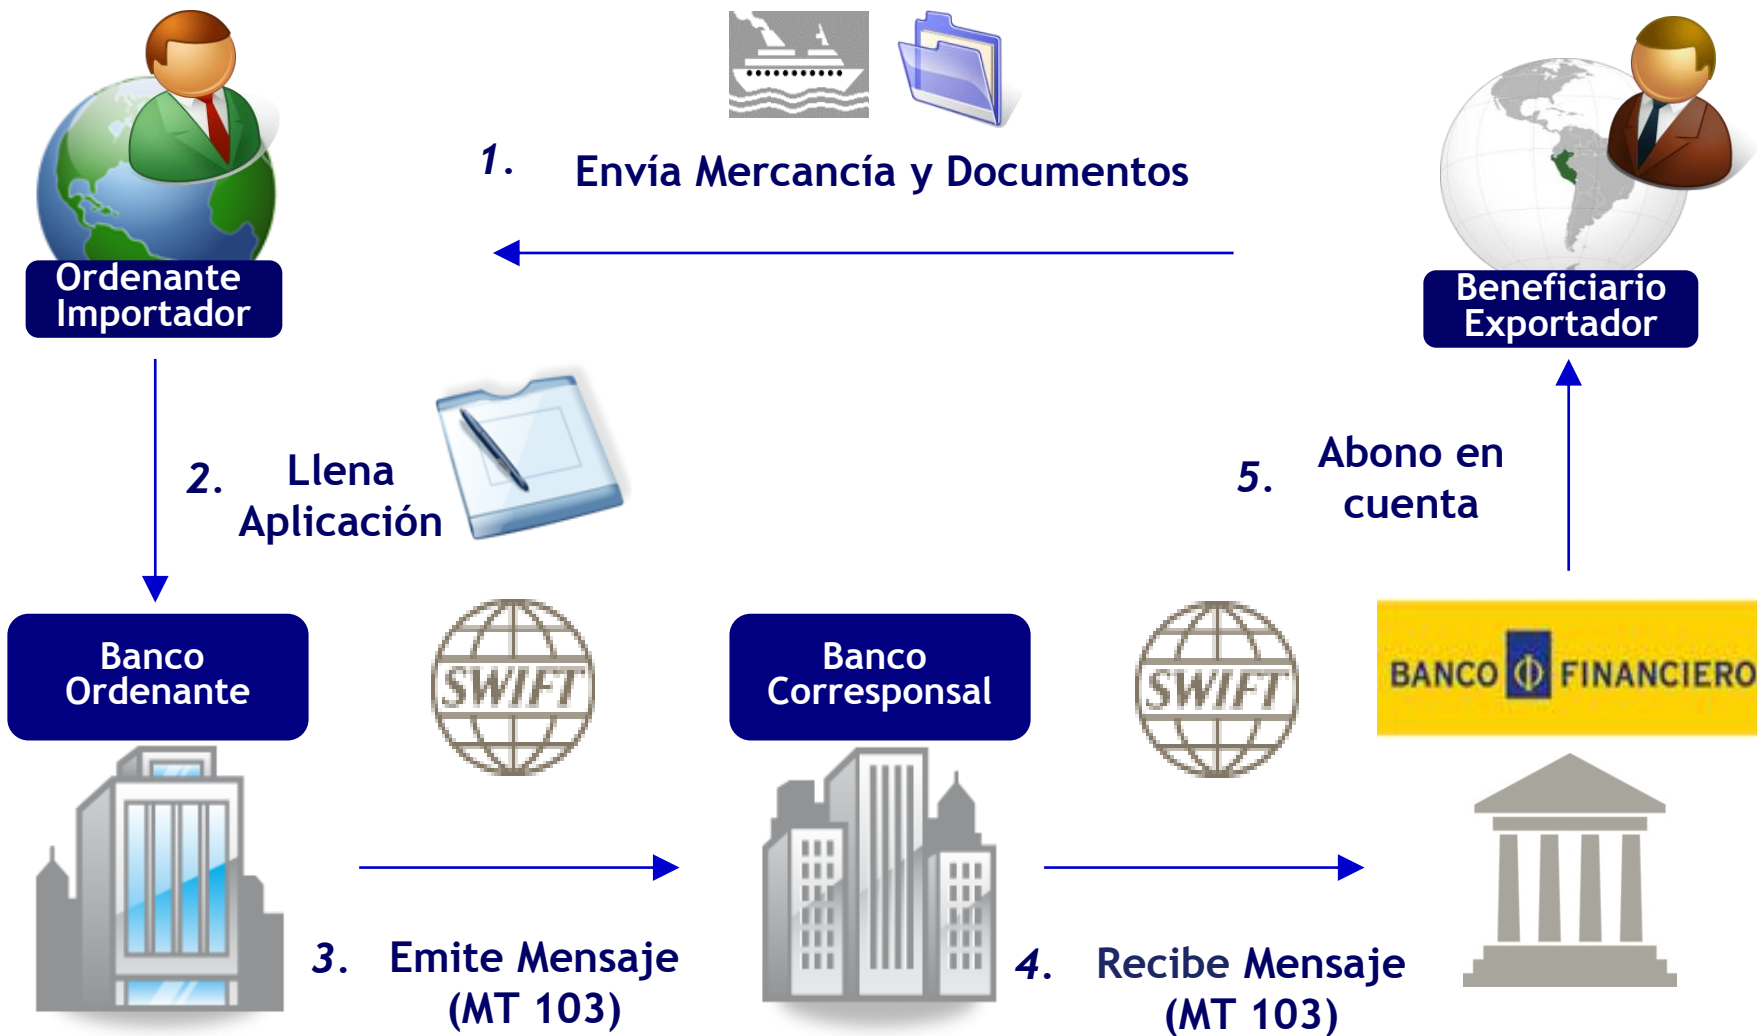 1. Envía Mercancía y Documentos
Ordenante
Importador
Beneficiario
Exportador
2. Llena
Aplicación
5. Abono en
cuenta
Banco
Ordenante
SWIFT
Banco
Corresponsal
SWIFT
BANCO FINANCIERO
3. Emite Mensaje
(MT 103)
4. Recibe Mensaje
(MT 103)